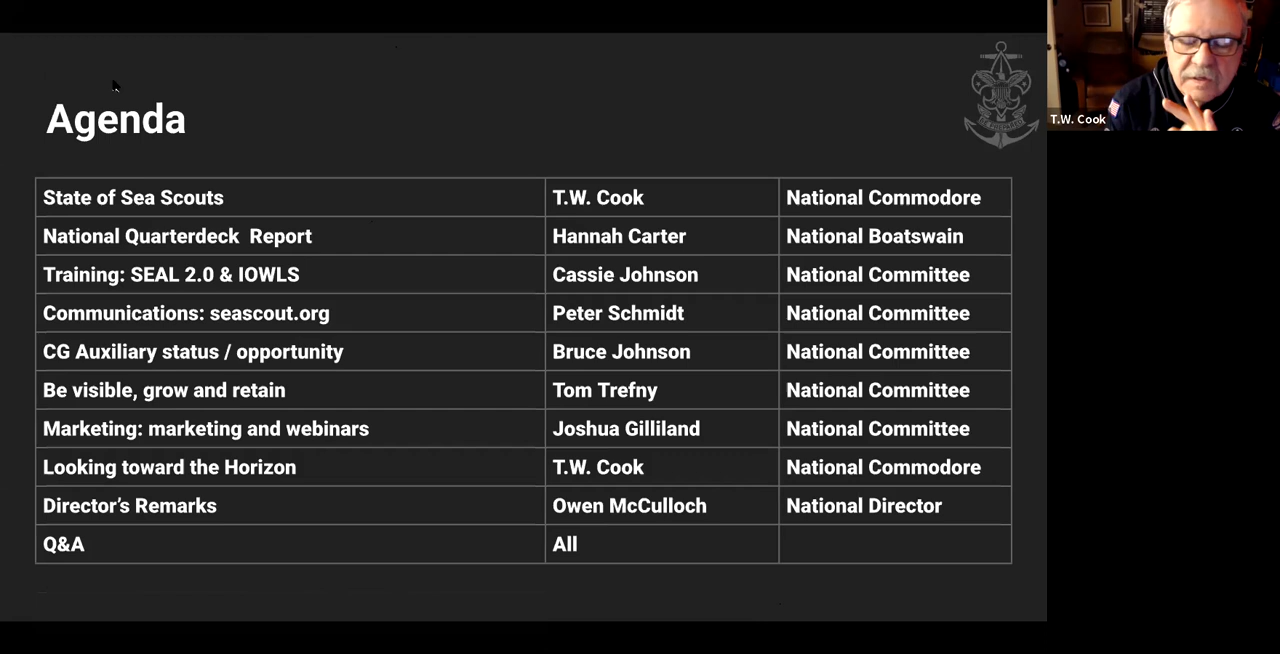 Agenda
State of Sea Scouts T.W. Cook National Commodore
National Quarterdeck Report Hannah Carter National Boatswain
Training: SEAL 2.0 & IOWLS Cassie Johnson National Committee
Communications: seascout.org Peter Schmidt National Committee
CG Auxiliary status / opportunity Bruce Johnson National Committee
Be visible, grow and retain Tom Trefny National Committee
Marketing: marketing and webinars Joshua Gilliland National Committee
Looking toward the Horizon T.W. Cook National Commodore
Director’s Remarks Owen McCulloch National Director
Q&A All
BE PREPARED
T.W. Cook